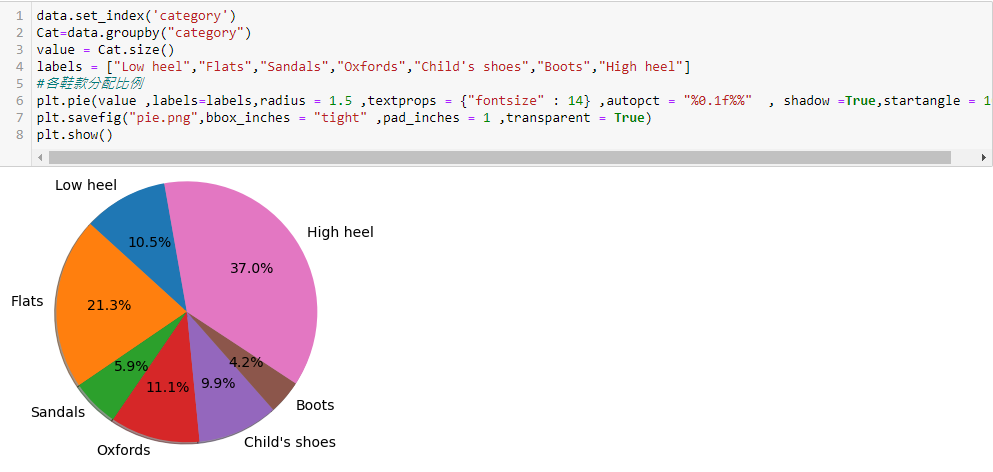 1 data.set_index('category')
2 Cat=data.groupby("category")
3 value = Cat.size()
4 labels = ["Low heel","Flats","Sandals","Oxfords","Child's shoes","Boots","High heel"]
5 #各鞋款分配比例
6 plt.pie(value ,labels=labels,radius = 1.5 ,textprops = {"fontsize" : 14} ,autopct = "%0.1f%%"  , shadow =True,startangle = 1
7 plt.savefig("pie.png",bbox_inches = "tight" ,pad_inches = 1 ,transparent = True)
8 plt.show()
Low heel
High heel
10.5%
37.0%
Flats
21.3%
5.9%
4.2%
11.1%
9.9%
Sandals
Boots
Oxfords
Child's shoes